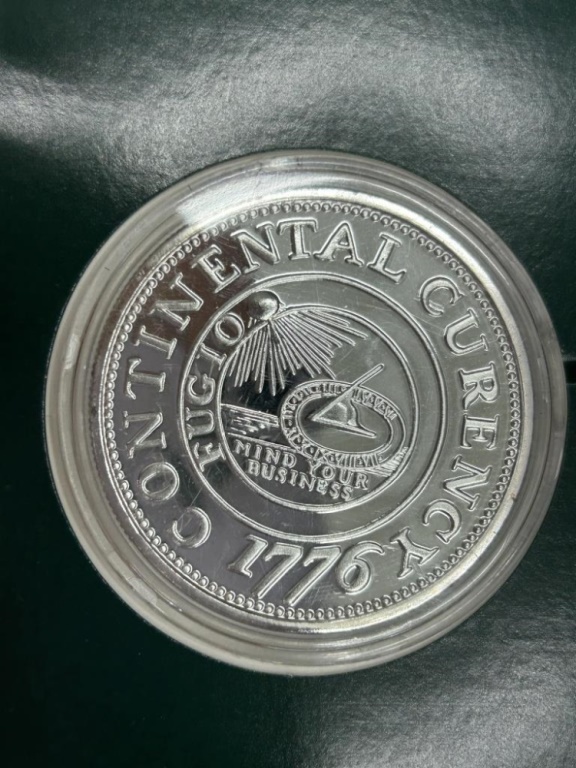 CONTINENTAL CURENCY
1776
FUGIO
MIND YOUR
BUSINESS